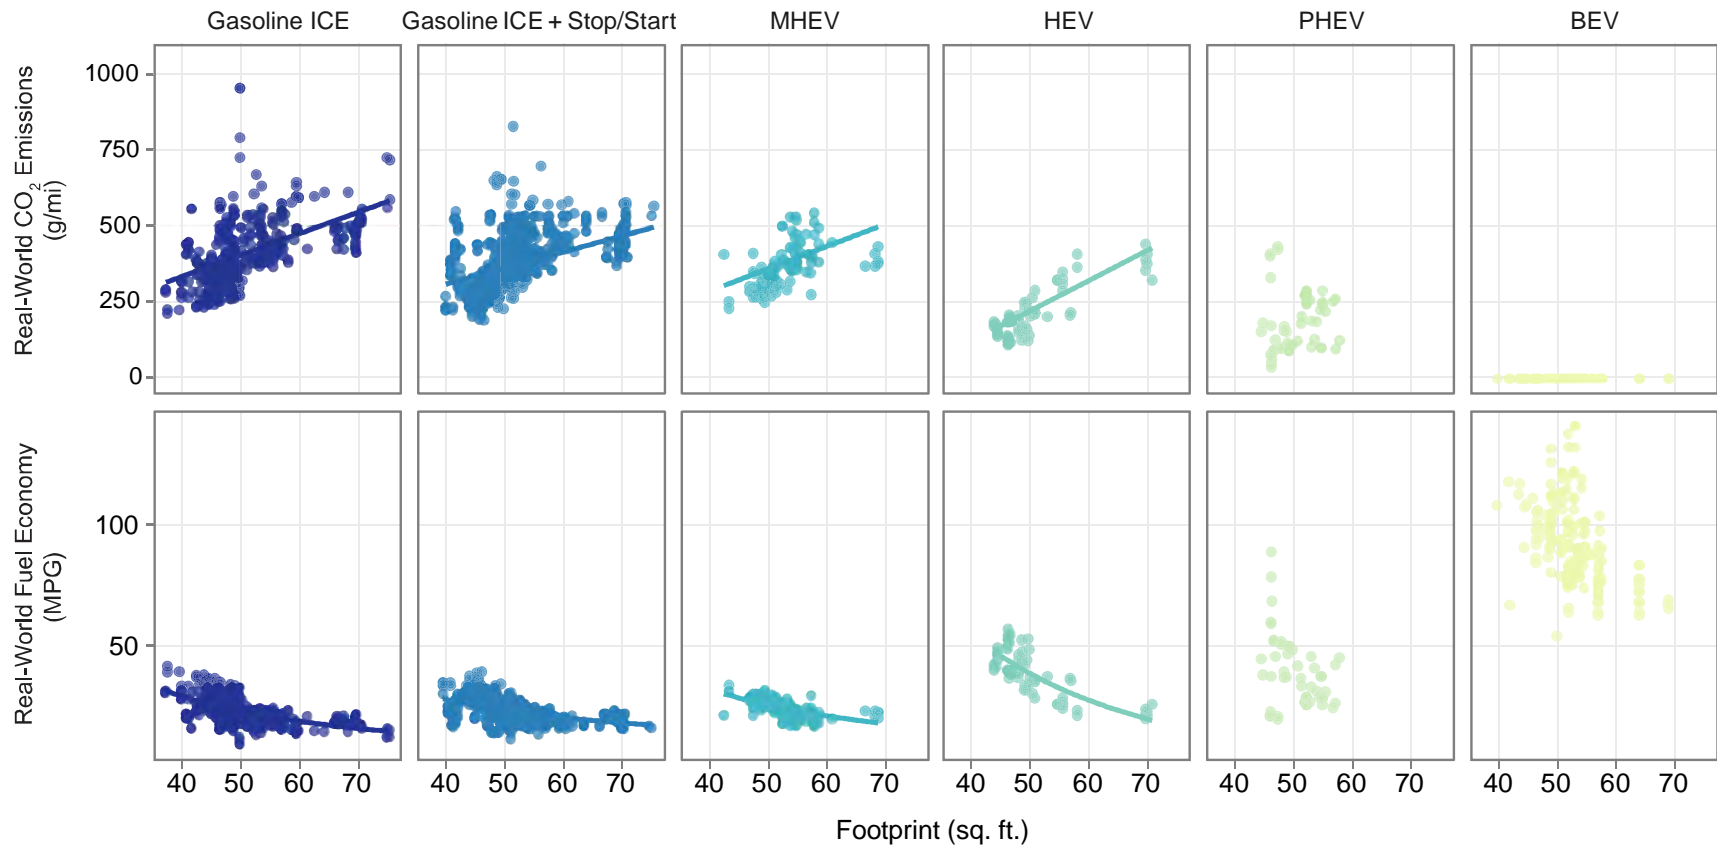 Gasoline ICE
Gasoline ICE + Stop/Start
MHEV
HEV
PHEV
BEV
Real-World CO2 Emissions
(g/mi)
1000
750
500
250
0
Real-World Fuel Economy
(MPG)
100
50
40 50 60 70
40 50 60 70
40 50 60 70
40 50 60 70
40 50 60 70
40 50 60 70
Footprint (sq. ft.)